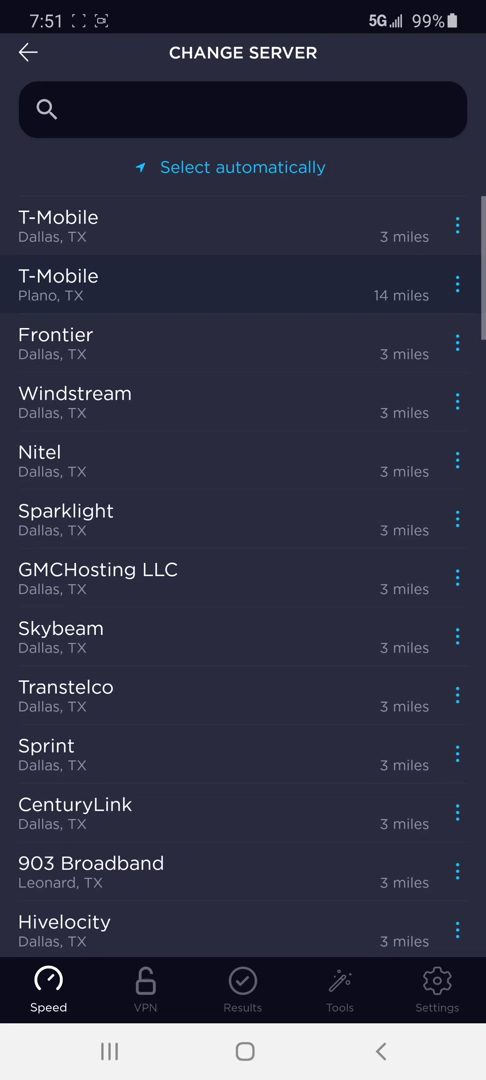 7:51 5G 99%
CHANGE SERVER
Select automatically
T-Mobile
Dallas, TX 3 miles
T-Mobile
Plano, TX 14 miles
Frontier
Dallas, TX 3 miles
Windstream
Dallas, TX 3 miles
Nitel
Dallas, TX 3 miles
Sparklight
Dallas, TX 3 miles
GMCHosting LLC
Dallas, TX 3 miles
Skybeam
Dallas, TX 3 miles
Transtelco
Dallas, TX 3 miles
Sprint
Dallas, TX 3 miles
CenturyLink
Dallas, TX 3 miles
903 Broadband
Leonard, TX 3 miles
Hivelocity
Dallas, TX 3 miles
Speed VPN Results Tools Settings